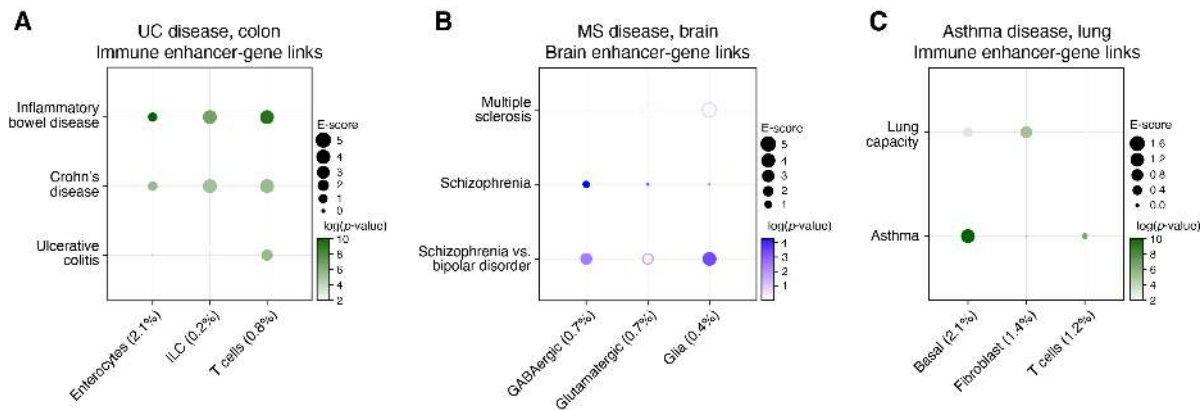 A
UC disease, colon
Immune enhancer-gene links
Inflammatory
bowel disease
Crohn's
disease
Ulcerative
colitis
Enterocytes (2.1%)
ILC (0.2%)
T cells (0.8%)
E-score
5
4
3
2
1
0
log(p-value)
10
8
6
4
2
B
MS disease, brain
Brain enhancer-gene links
Multiple
sclerosis
Schizophrenia
Schizophrenia vs.
bipolar disorder
GABAergic (0.7%)
Glutamatergic (0.7%)
Glia (0.4%)
E-score
5
4
3
2
1
log(p-value)
4
3
2
1
C
Asthma disease, lung
Immune enhancer-gene links
Lung
capacity
Asthma
Basal (2.1%)
Fibroblast (1.4%)
T cells (1.2%)
E-score
1.6
1.2
0.8
0.4
0.0
log(p-value)
10
8
6
4
2